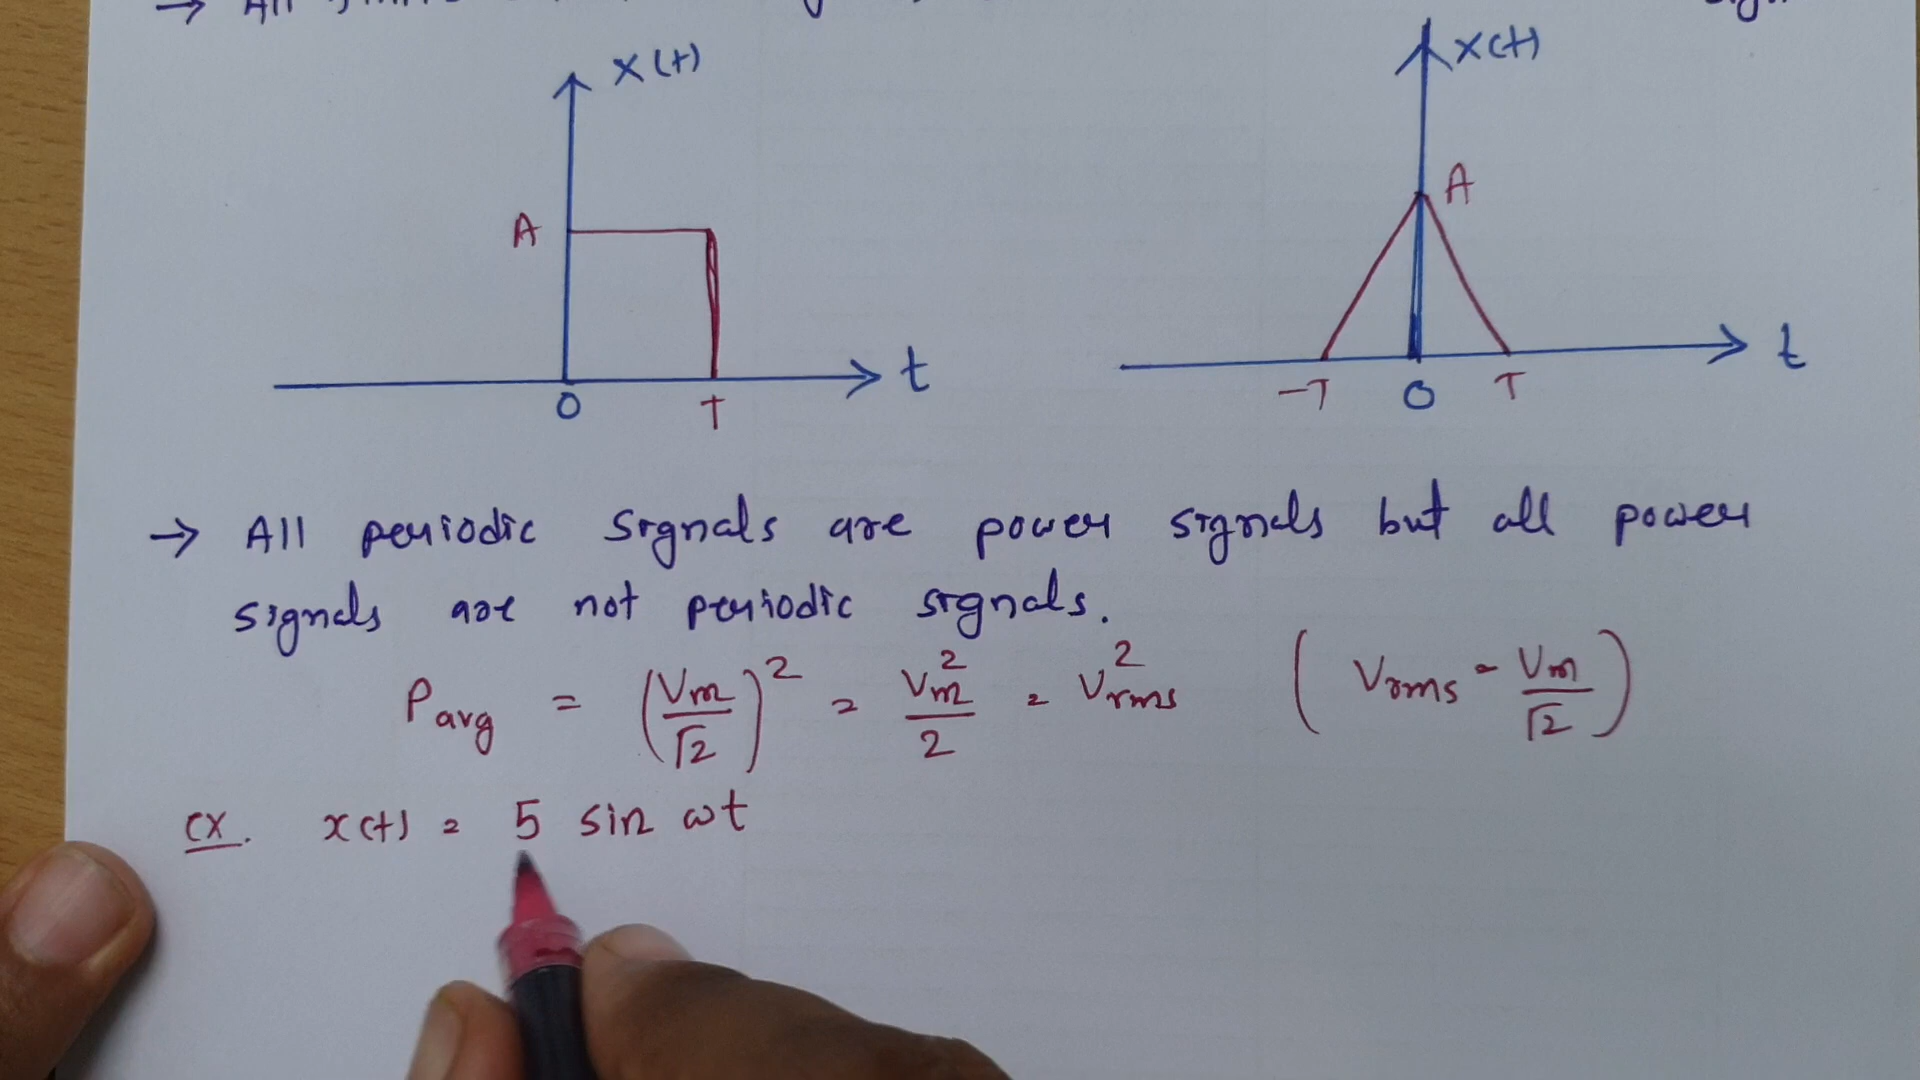 → All
x(t)
x(t)
A
A
t
t
0
T
-T
0
T
→ All periodic signals are power signals but all power
signals are not periodic signals.
Pavg = (Vm/√2)² = Vm²/2 = Vrms² (Vrms = Vm/√2)
ex. x(t) = 5 sin ωt